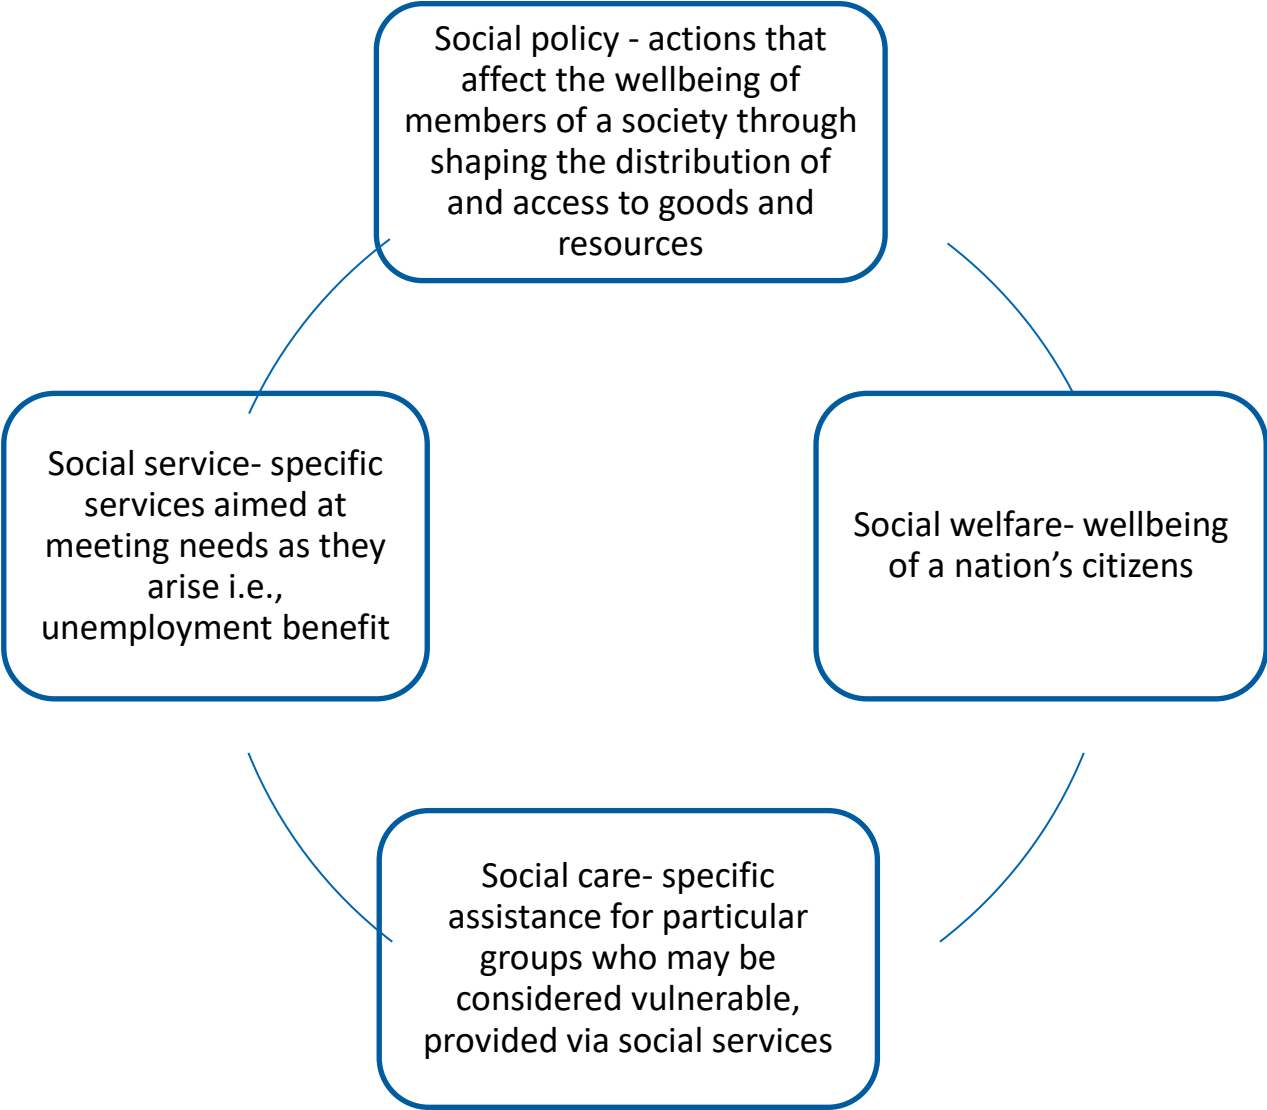 Social policy - actions that
affect the wellbeing of
members of a society through
shaping the distribution of
and access to goods and
resources
Social service- specific
services aimed at
meeting needs as they
arise i.e.,
unemployment benefit
Social welfare- wellbeing
of a nation’s citizens
Social care- specific
assistance for particular
groups who may be
considered vulnerable,
provided via social services